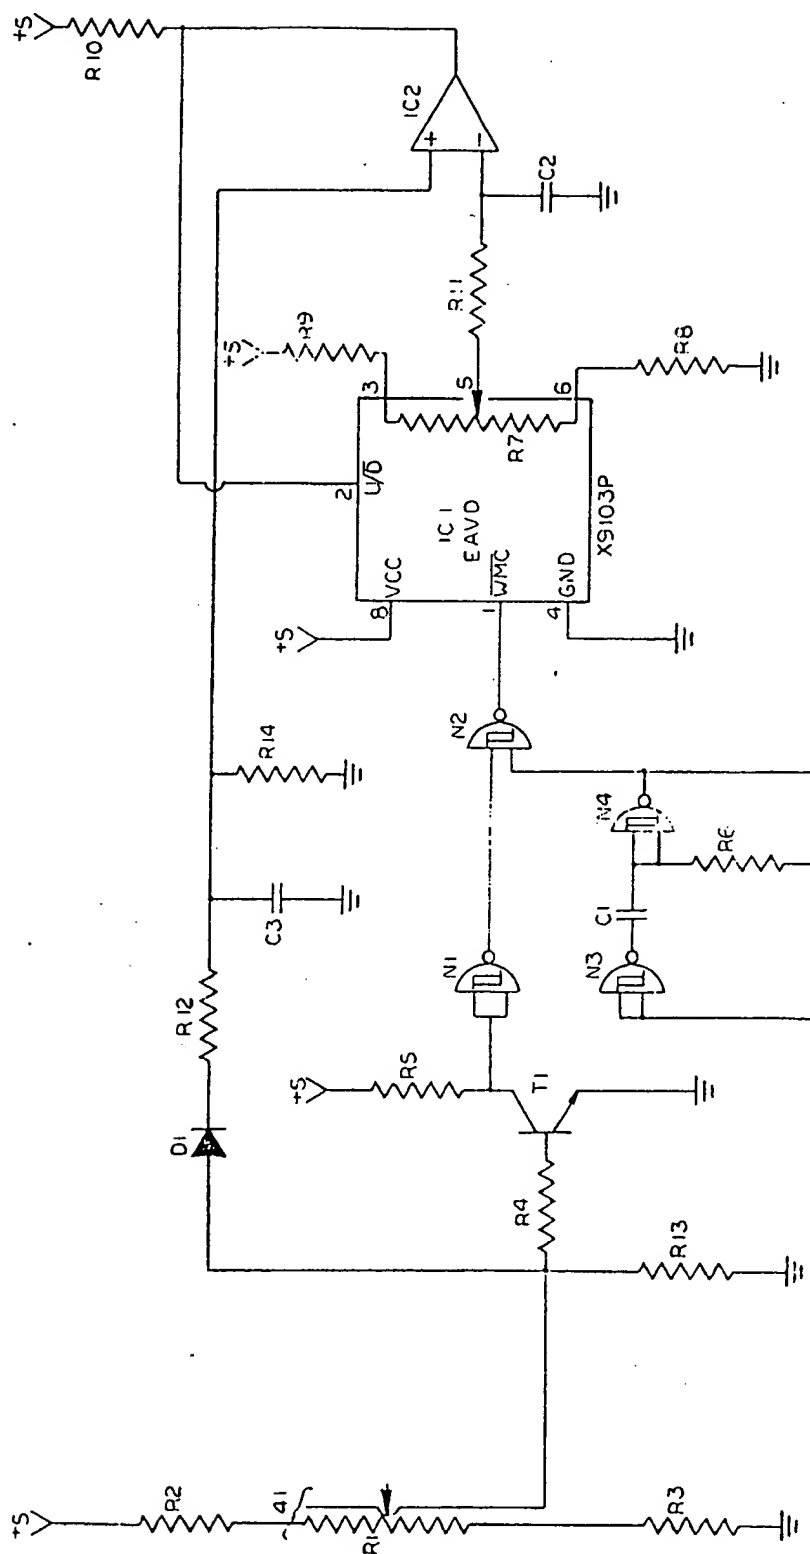 +5
R2
41
R1
R3
D1
R12
R4
R13
+5
R5
T1
C3
R14
N1
N2
N3
C1
N4
R6
+5
8
VCC
2
U/D
IC1
EAVD
1
WMC
4
GND
X9103P
3
5
6
R7
+5
R9
R8
R11
C2
IC2
+
−
+5
R10